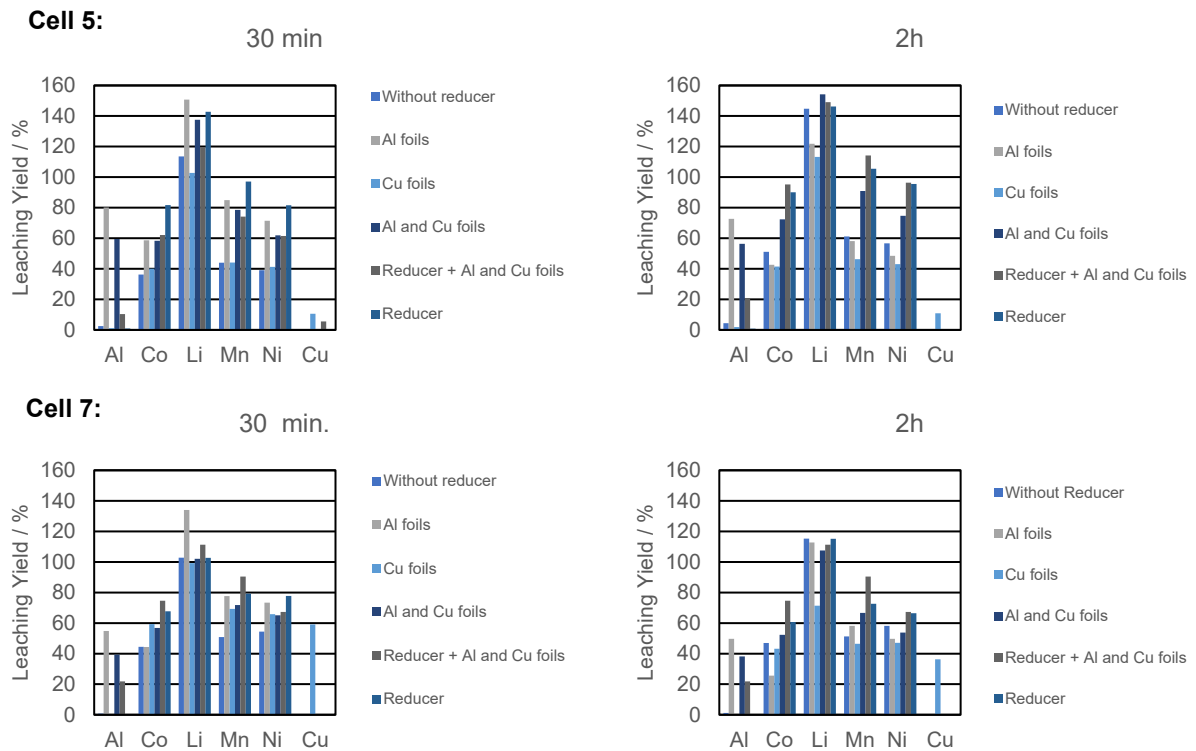 Cell 5:
30 min
2h
Leaching Yield / %
160
140
120
100
80
60
40
20
0
Al Co Li Mn Ni Cu
Without reducer
Al foils
Cu foils
Al and Cu foils
Reducer + Al and Cu foils
Reducer
Leaching Yield / %
160
140
120
100
80
60
40
20
0
Al Co Li Mn Ni Cu
Without reducer
Al foils
Cu foils
Al and Cu foils
Reducer + Al and Cu foils
Reducer
Cell 7:
30 min.
2h
Leaching Yield / %
160
140
120
100
80
60
40
20
0
Al Co Li Mn Ni Cu
Without reducer
Al foils
Cu foils
Al and Cu foils
Reducer + Al and Cu foils
Reducer
Leaching Yield / %
160
140
120
100
80
60
40
20
0
Al Co Li Mn Ni Cu
Without Reducer
Al foils
Cu foils
Al and Cu foils
Reducer + Al and Cu foils
Reducer